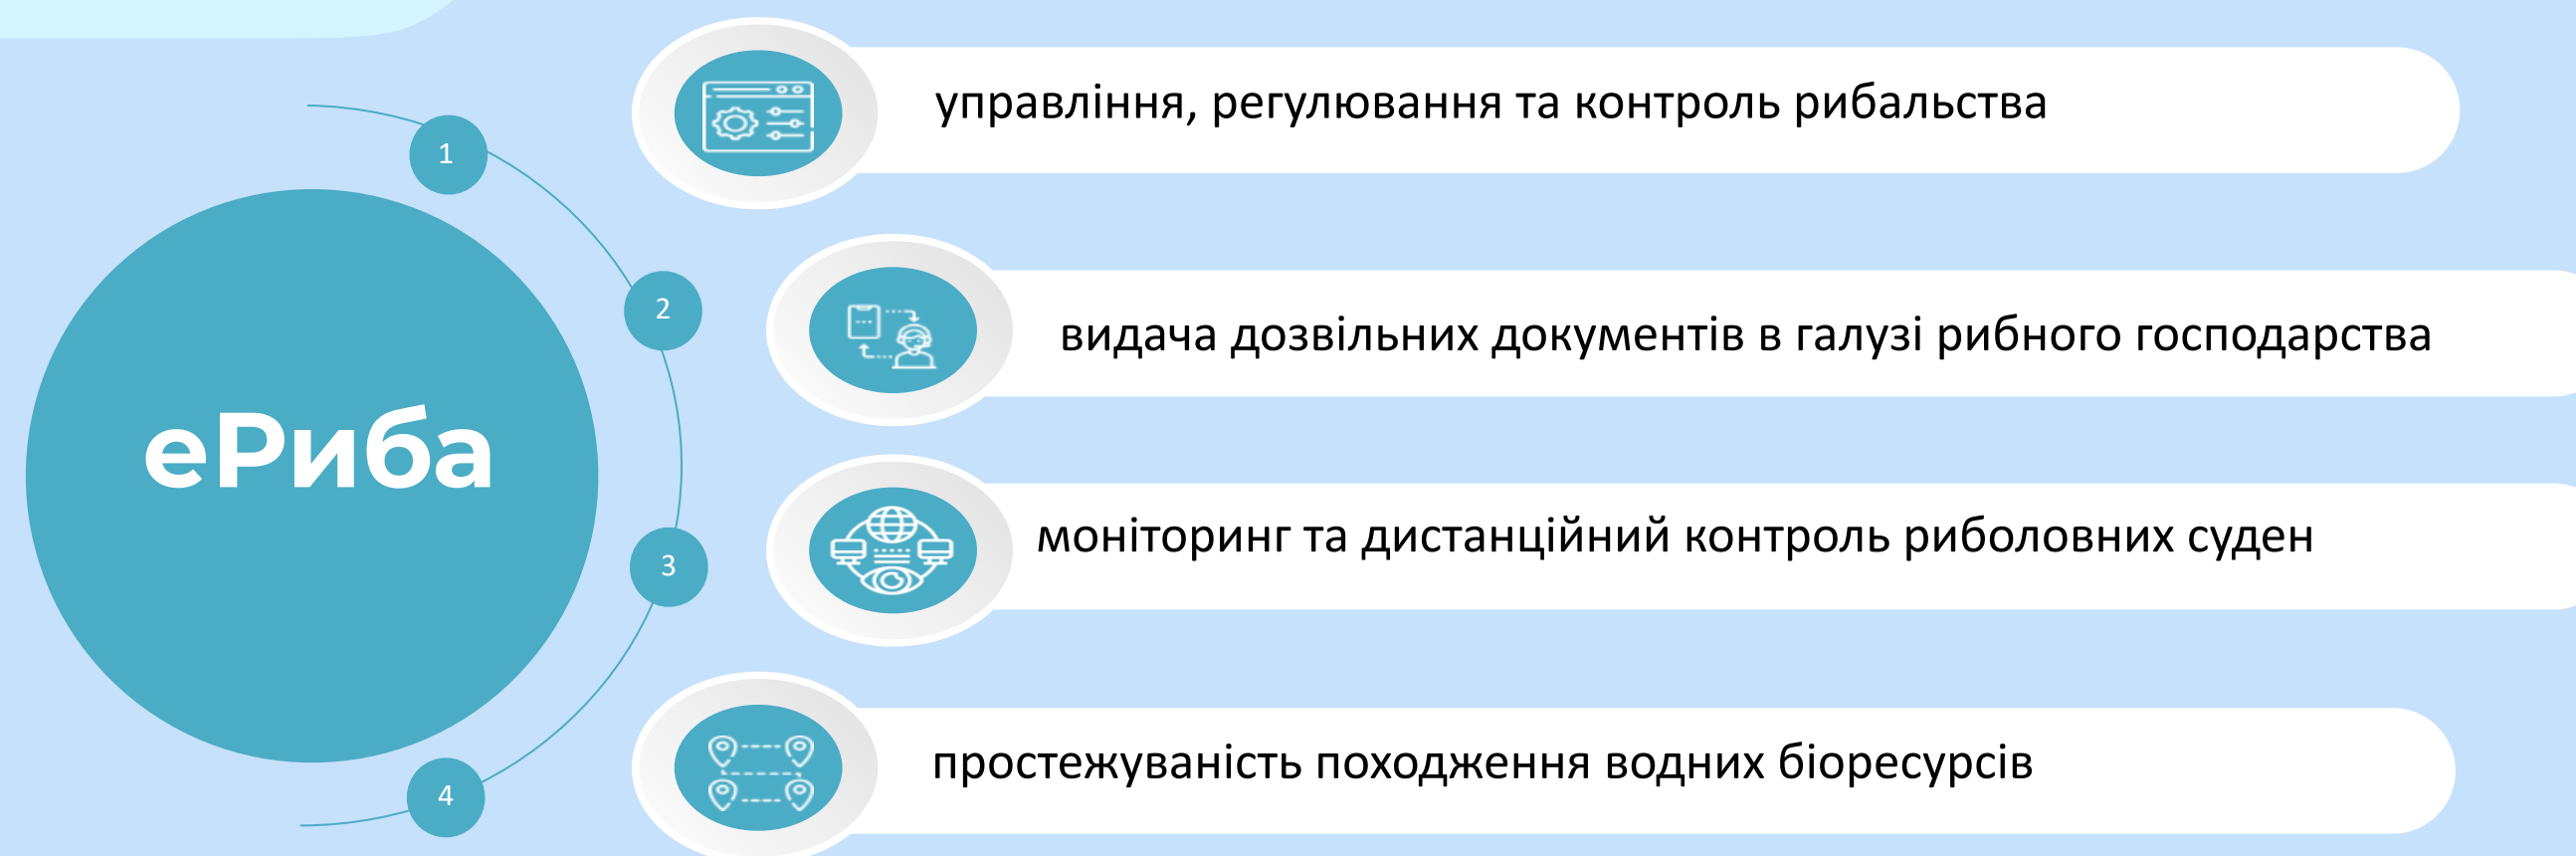 еРиба
1
управління, регулювання та контроль рибальства
2
видача дозвільних документів в галузі рибного господарства
3
моніторинг та дистанційний контроль риболовних суден
4
простежуваність походження водних біоресурсів